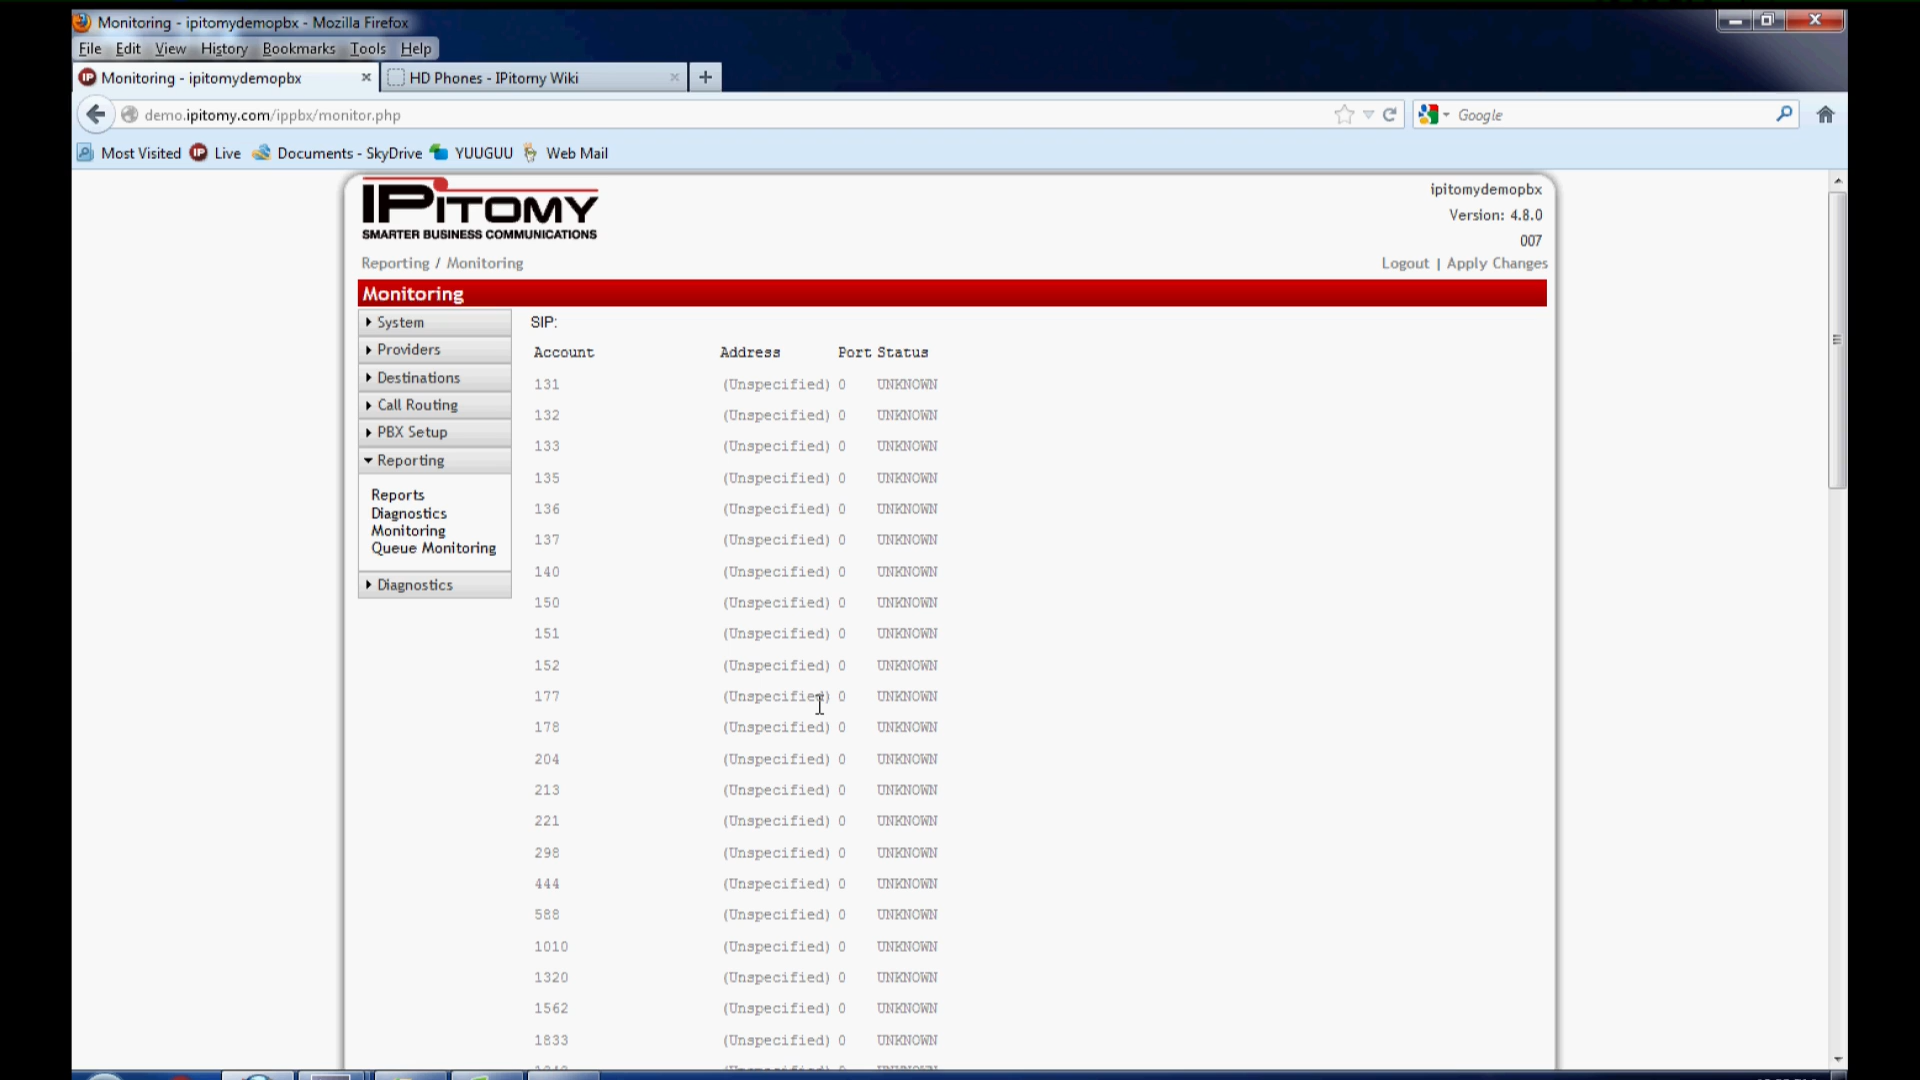 Monitoring - ipitomydemopbx - Mozilla Firefox
File Edit View History Bookmarks Tools Help
Monitoring - ipitomydemopbx HD Phones - IPitomy Wiki
demo.ipitomy.com/ippbx/monitor.php Google
Most Visited Live Documents - SkyDrive YUUGUU Web Mail
IPITOMY
SMARTER BUSINESS COMMUNICATIONS
ipitomydemopbx
Version: 4.8.0
007
Reporting / Monitoring Logout | Apply Changes
Monitoring
System
Providers
Destinations
Call Routing
PBX Setup
Reporting
Reports
Diagnostics
Monitoring
Queue Monitoring
Diagnostics
SIP:
Account Address Port Status
131 (Unspecified) 0 UNKNOWN
132 (Unspecified) 0 UNKNOWN
133 (Unspecified) 0 UNKNOWN
135 (Unspecified) 0 UNKNOWN
136 (Unspecified) 0 UNKNOWN
137 (Unspecified) 0 UNKNOWN
140 (Unspecified) 0 UNKNOWN
150 (Unspecified) 0 UNKNOWN
151 (Unspecified) 0 UNKNOWN
152 (Unspecified) 0 UNKNOWN
177 (Unspecified) 0 UNKNOWN
178 (Unspecified) 0 UNKNOWN
204 (Unspecified) 0 UNKNOWN
213 (Unspecified) 0 UNKNOWN
221 (Unspecified) 0 UNKNOWN
298 (Unspecified) 0 UNKNOWN
444 (Unspecified) 0 UNKNOWN
588 (Unspecified) 0 UNKNOWN
1010 (Unspecified) 0 UNKNOWN
1320 (Unspecified) 0 UNKNOWN
1562 (Unspecified) 0 UNKNOWN
1833 (Unspecified) 0 UNKNOWN